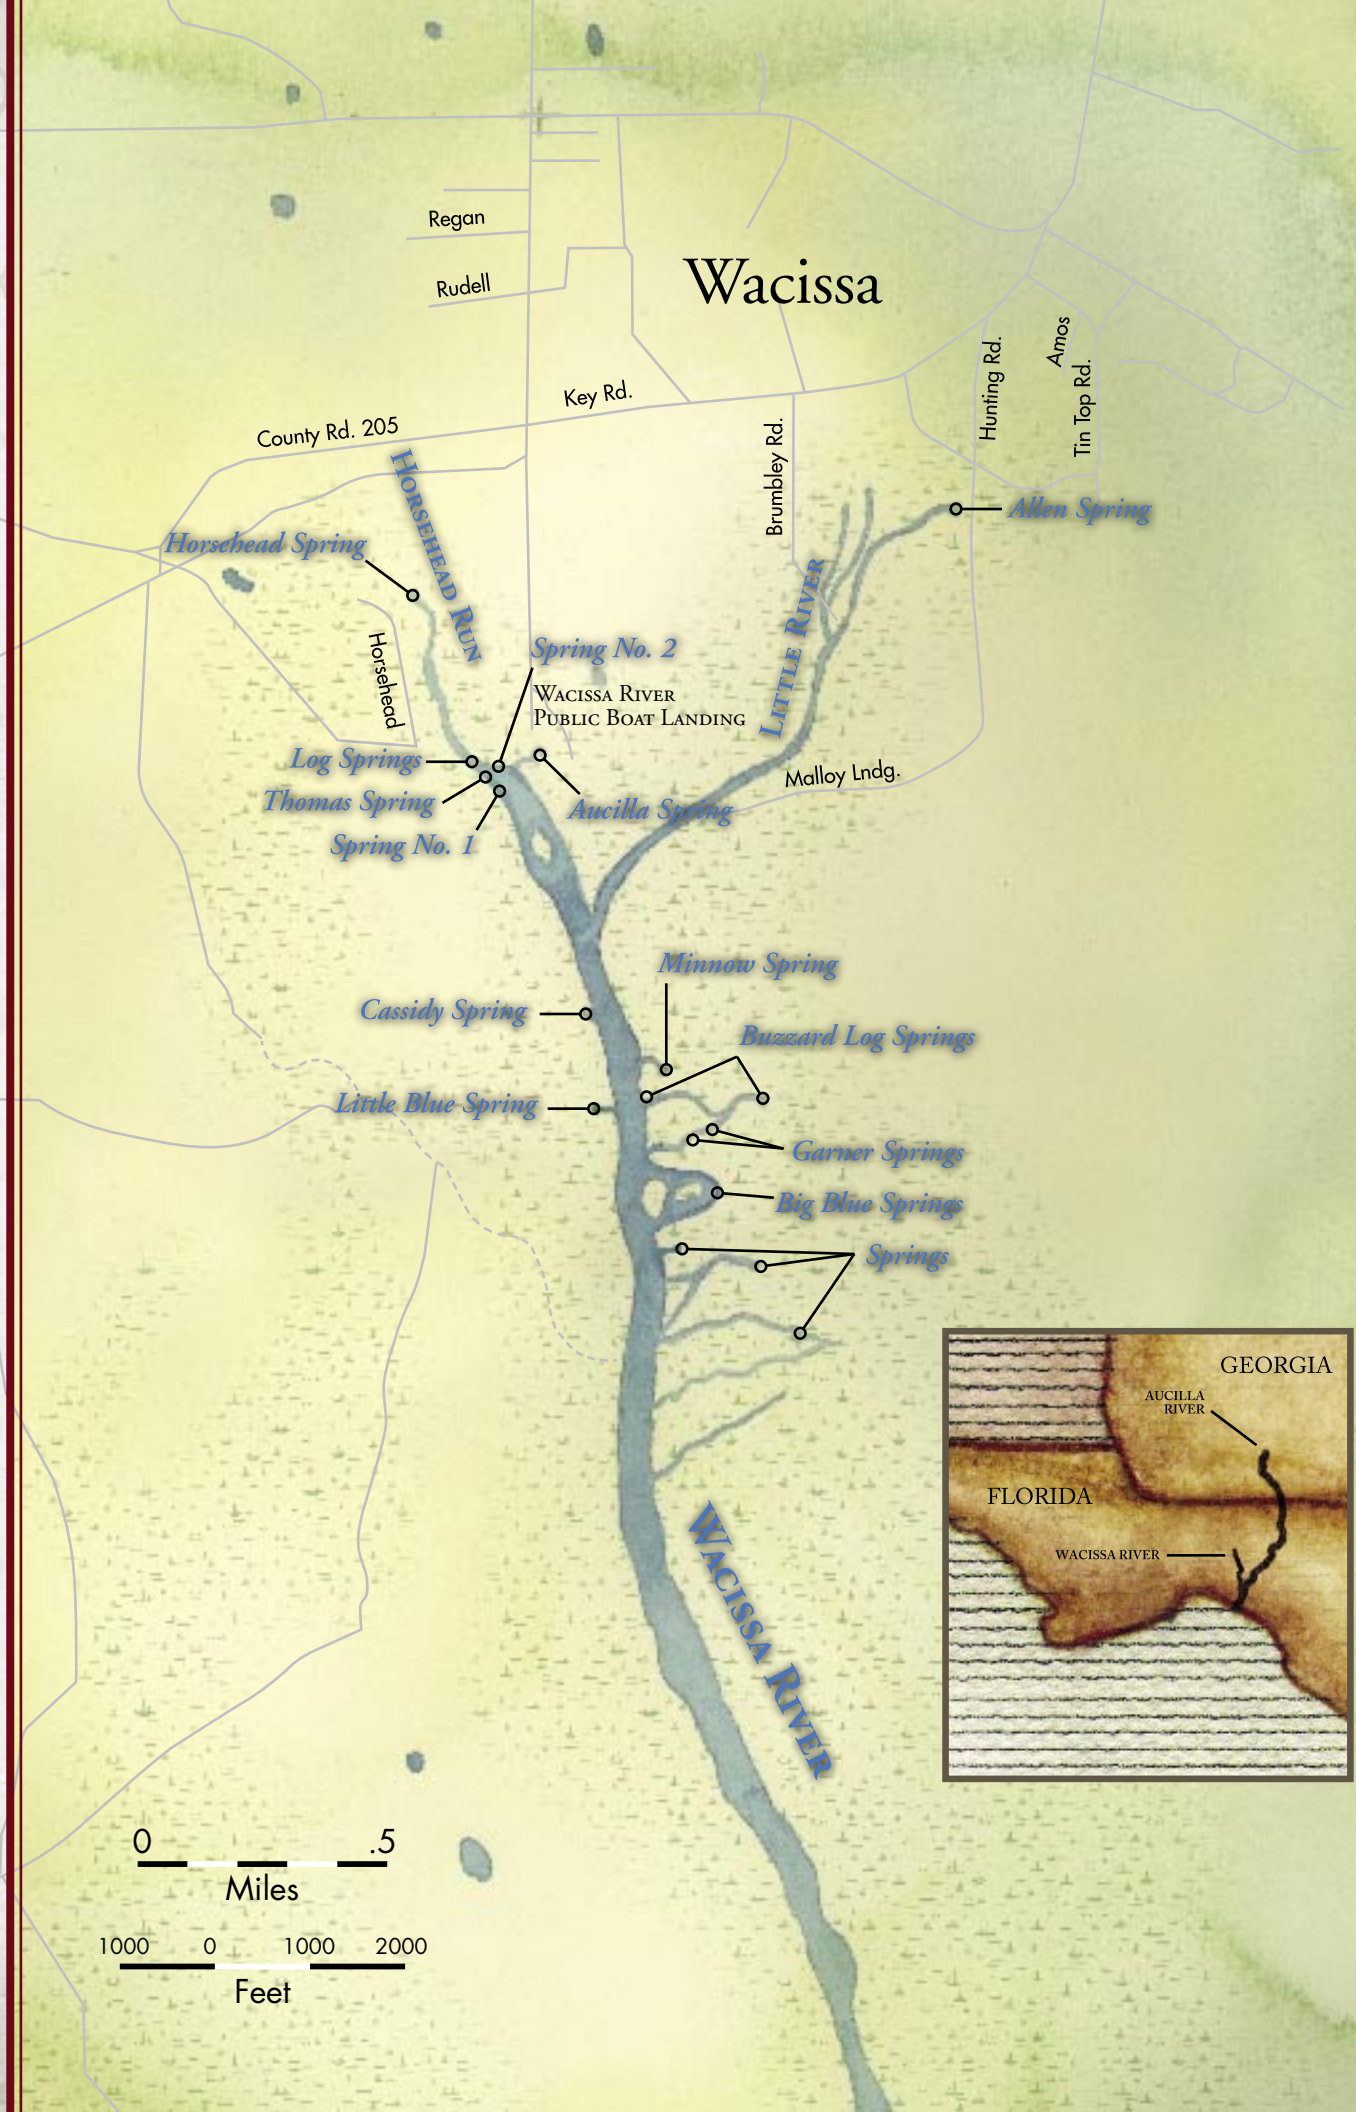 Regan
Wacissa
Rudell
Amos
Hunting Rd.
Tin Top Rd.
Key Rd.
County Rd. 205
Brumbley Rd.
HORSEHEAD RUN
Allen Spring
Horsehead Spring
LITTLE RIVER
Horsehead
Spring No. 2
WACISSA RIVER
PUBLIC BOAT LANDING
Log Springs
Malloy Lndg.
Thomas Spring
Aucilla Spring
Spring No. 1
Minnow Spring
Cassidy Spring
Buzzard Log Springs
Little Blue Spring
Garner Springs
Big Blue Springs
Springs
GEORGIA
AUCILLA
RIVER
FLORIDA
WACISSA RIVER
WACISSA RIVER
0 .5
Miles
1000 0 1000 2000
Feet